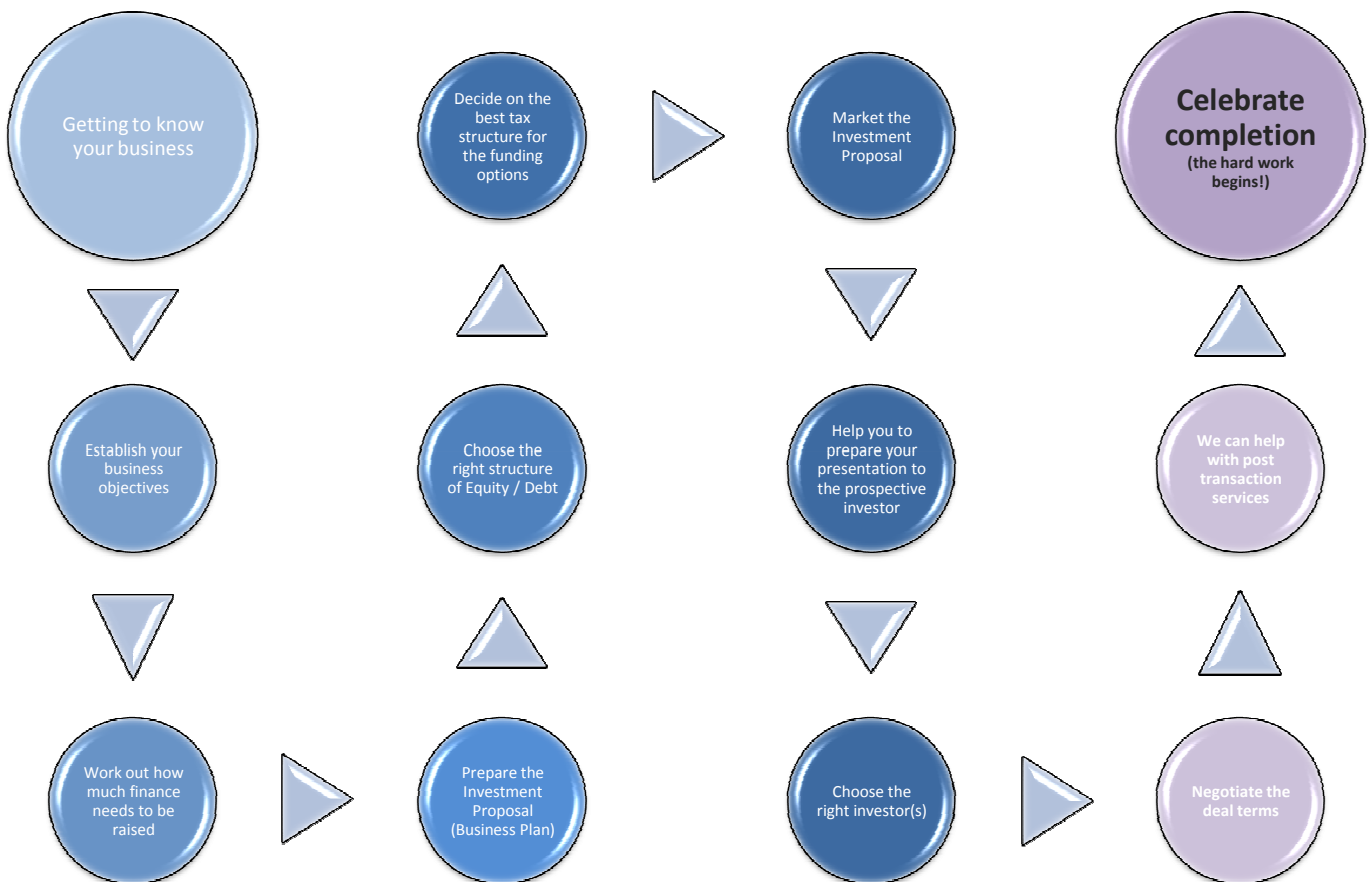 Getting to know
your business
Establish your
business
objectives
Work out how
much finance
needs to be
raised
Prepare the
Investment
Proposal
(Business Plan)
Choose the
right structure
of Equity / Debt
Decide on the
best tax
structure for
the funding
options
Market the
Investment
Proposal
Help you to
prepare your
presentation to
the prospective
investor
Choose the
right investor(s)
Negotiate the
deal terms
We can help
with post
transaction
services
Celebrate
completion
(the hard work
begins!)